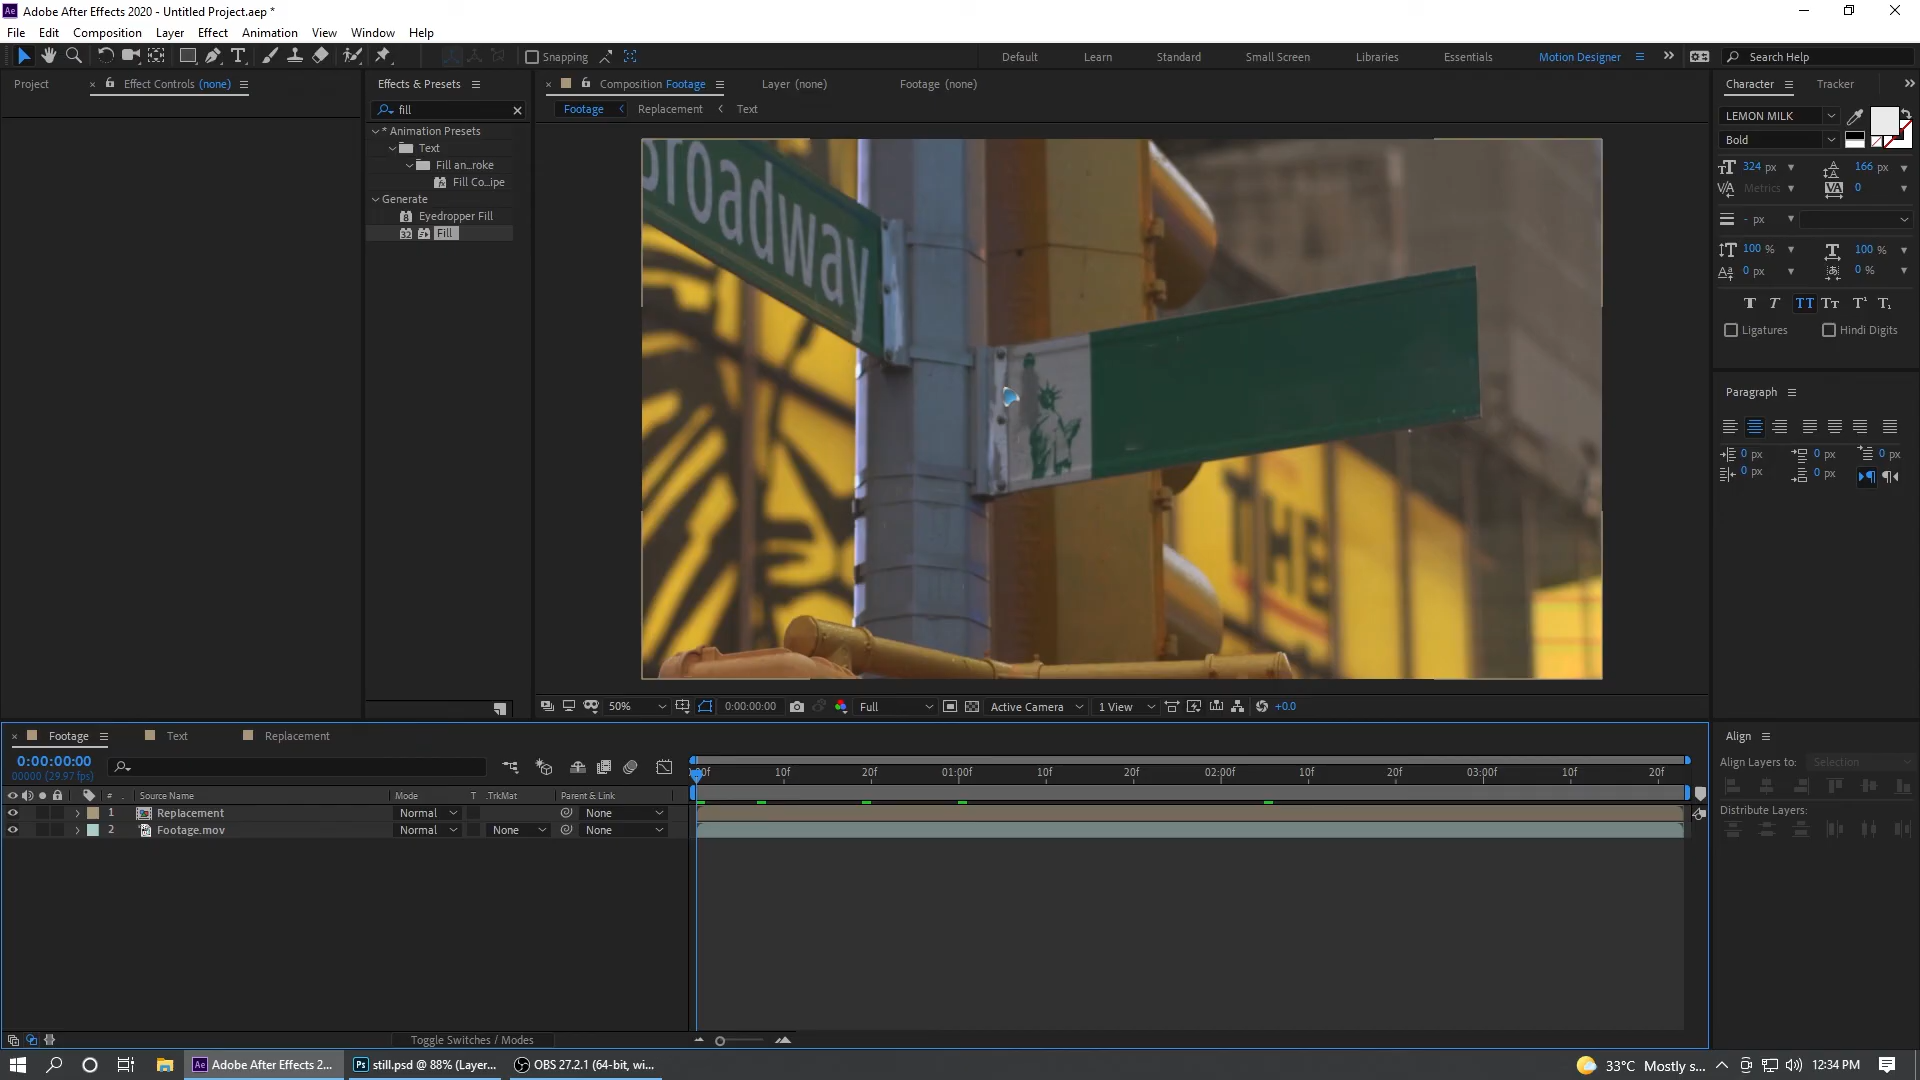 Adobe After Effects 2020 - Untitled Project.aep *
File Edit Composition Layer Effect Animation View Window Help
Snapping
Default Learn Standard Small Screen Libraries Essentials Motion Designer
Search Help
Project
Effect Controls (none)
Effects & Presets
fill
* Animation Presets
Text
Fill an...roke
Fill Co...ipe
Generate
Eyedropper Fill
Fill
Composition Footage
Layer (none)
Footage (none)
Footage Replacement Text
Broadway
THE
50%
0:00:00:00
Full
Active Camera
1 View
+0.0
Character
Tracker
LEMON MILK
Bold
324 px
166 px
Metrics
0
- px
100 %
100 %
0 px
0 %
Ligatures
Hindi Digits
Paragraph
0 px 0 px 0 px
0 px 0 px
Footage
Text
Replacement
0:00:00:00
00000 (29.97 fps)
:00f 10f 20f 01:00f 10f 20f 02:00f 10f 20f 03:00f 10f 20f
# Source Name Mode T .TrkMat Parent & Link
1 Replacement Normal None
2 Footage.mov Normal None None
Toggle Switches / Modes
Align
Align Layers to: Selection
Distribute Layers:
Adobe After Effects 2...
still.psd @ 88% (Layer...
OBS 27.2.1 (64-bit, wi...
33°C Mostly s...
12:34 PM